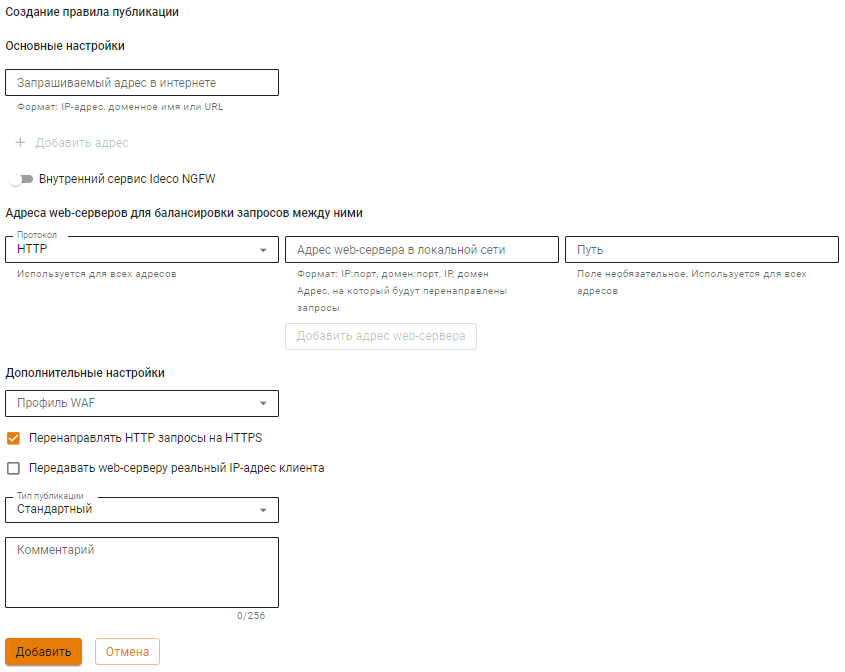 Создание правила публикации
Основные настройки
Запрашиваемый адрес в интернете
Формат: IP-адрес, доменное имя или URL
+ Добавить адрес
Внутренний сервис Ideco NGFW
Адреса web-серверов для балансировки запросов между ними
Протокол
HTTP
Используется для всех адресов
Адрес web-сервера в локальной сети
Формат: IP:порт, домен:порт, IP, домен
Адрес, на который будут перенаправлены
запросы
Путь
Поле необязательное. Используется для всех
адресов
Добавить адрес web-сервера
Дополнительные настройки
Профиль WAF
Перенаправлять HTTP запросы на HTTPS
Передавать web-серверу реальный IP-адрес клиента
Тип публикации
Стандартный
Комментарий
0/256
Добавить
Отмена